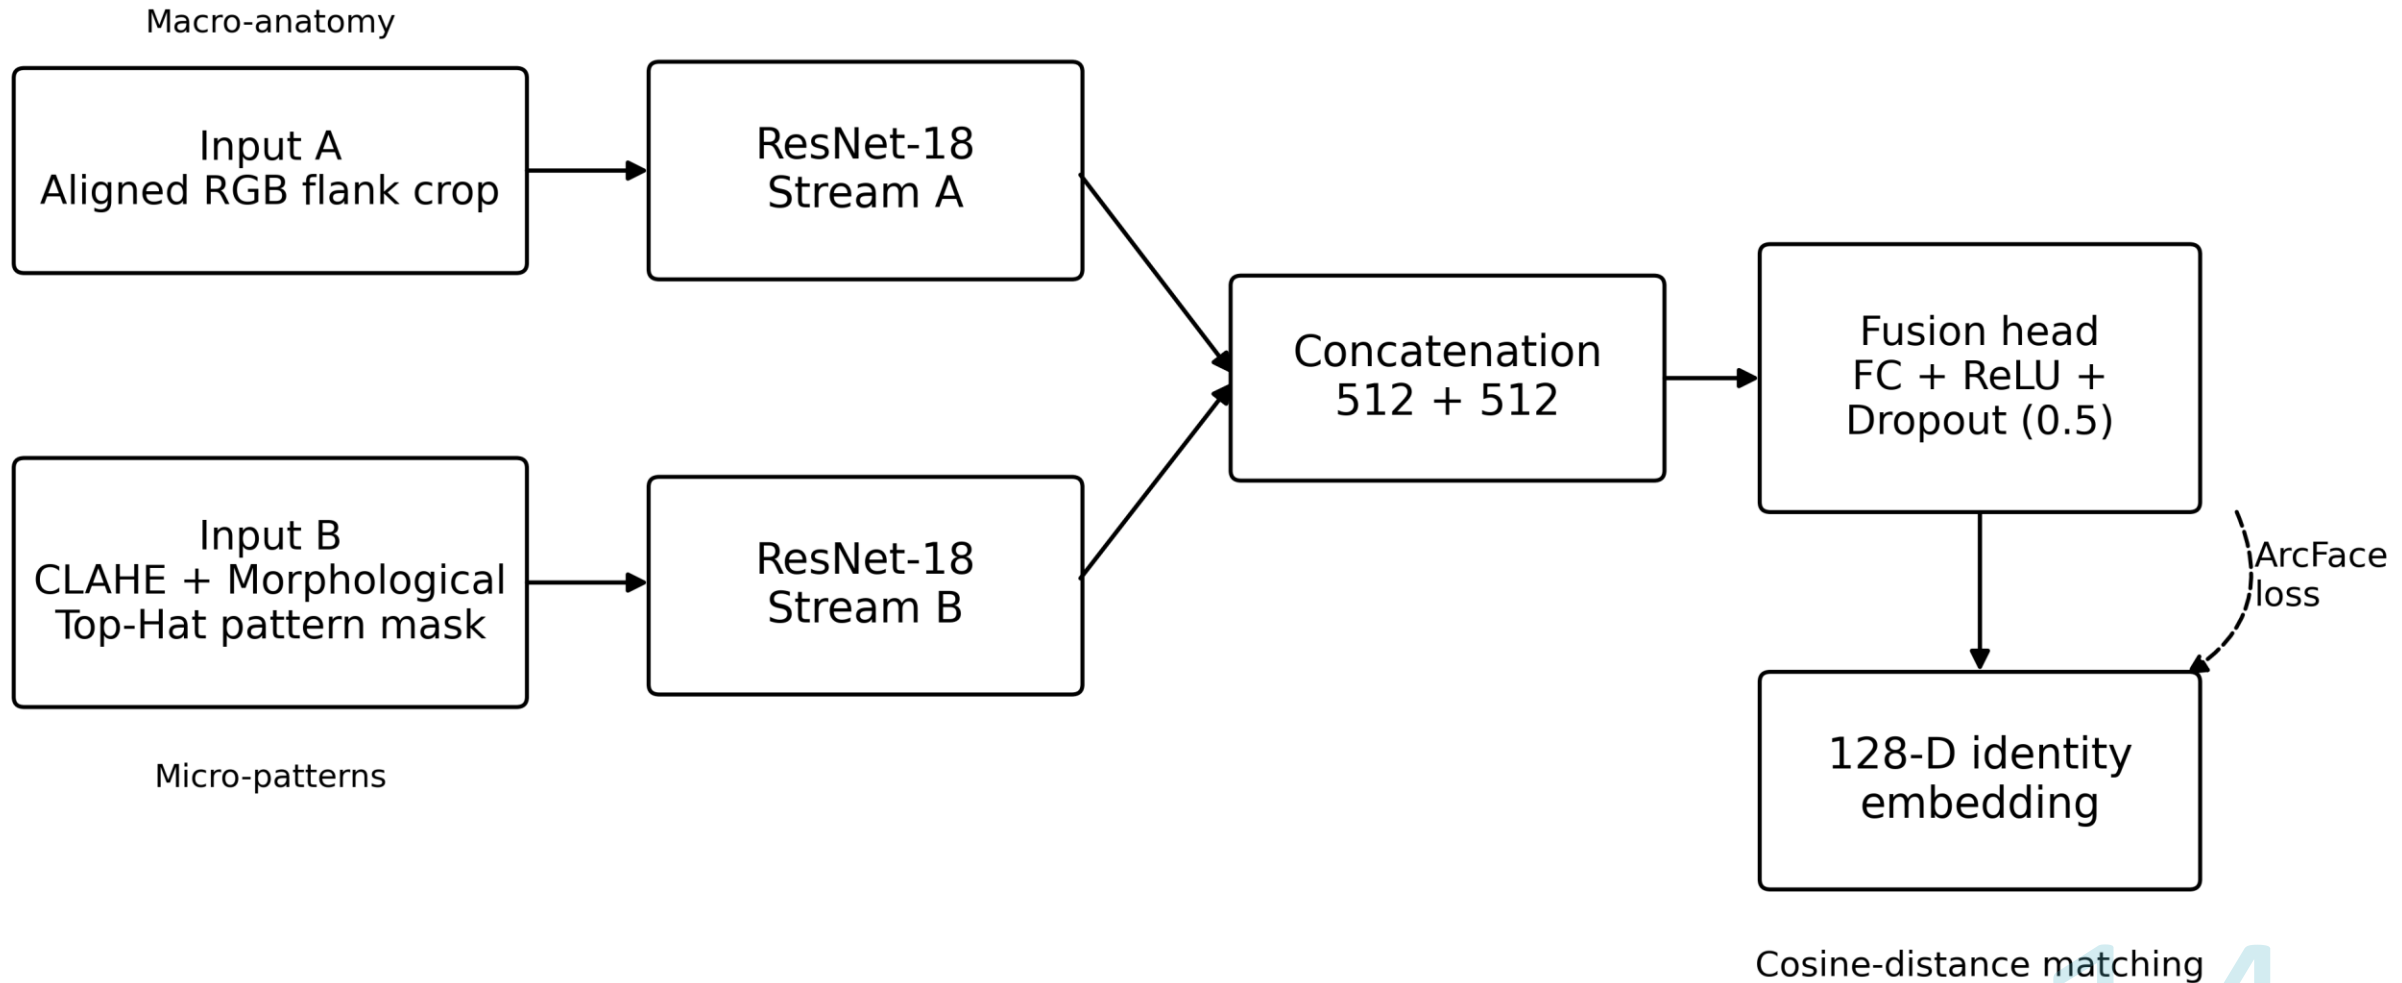 Macro-anatomy
Input A
Aligned RGB flank crop
ResNet-18
Stream A
Input B
CLAHE + Morphological
Top-Hat pattern mask
Micro-patterns
ResNet-18
Stream B
Concatenation
512 + 512
Fusion head
FC + ReLU +
Dropout (0.5)
ArcFace
loss
128-D identity
embedding
Cosine-distance matching